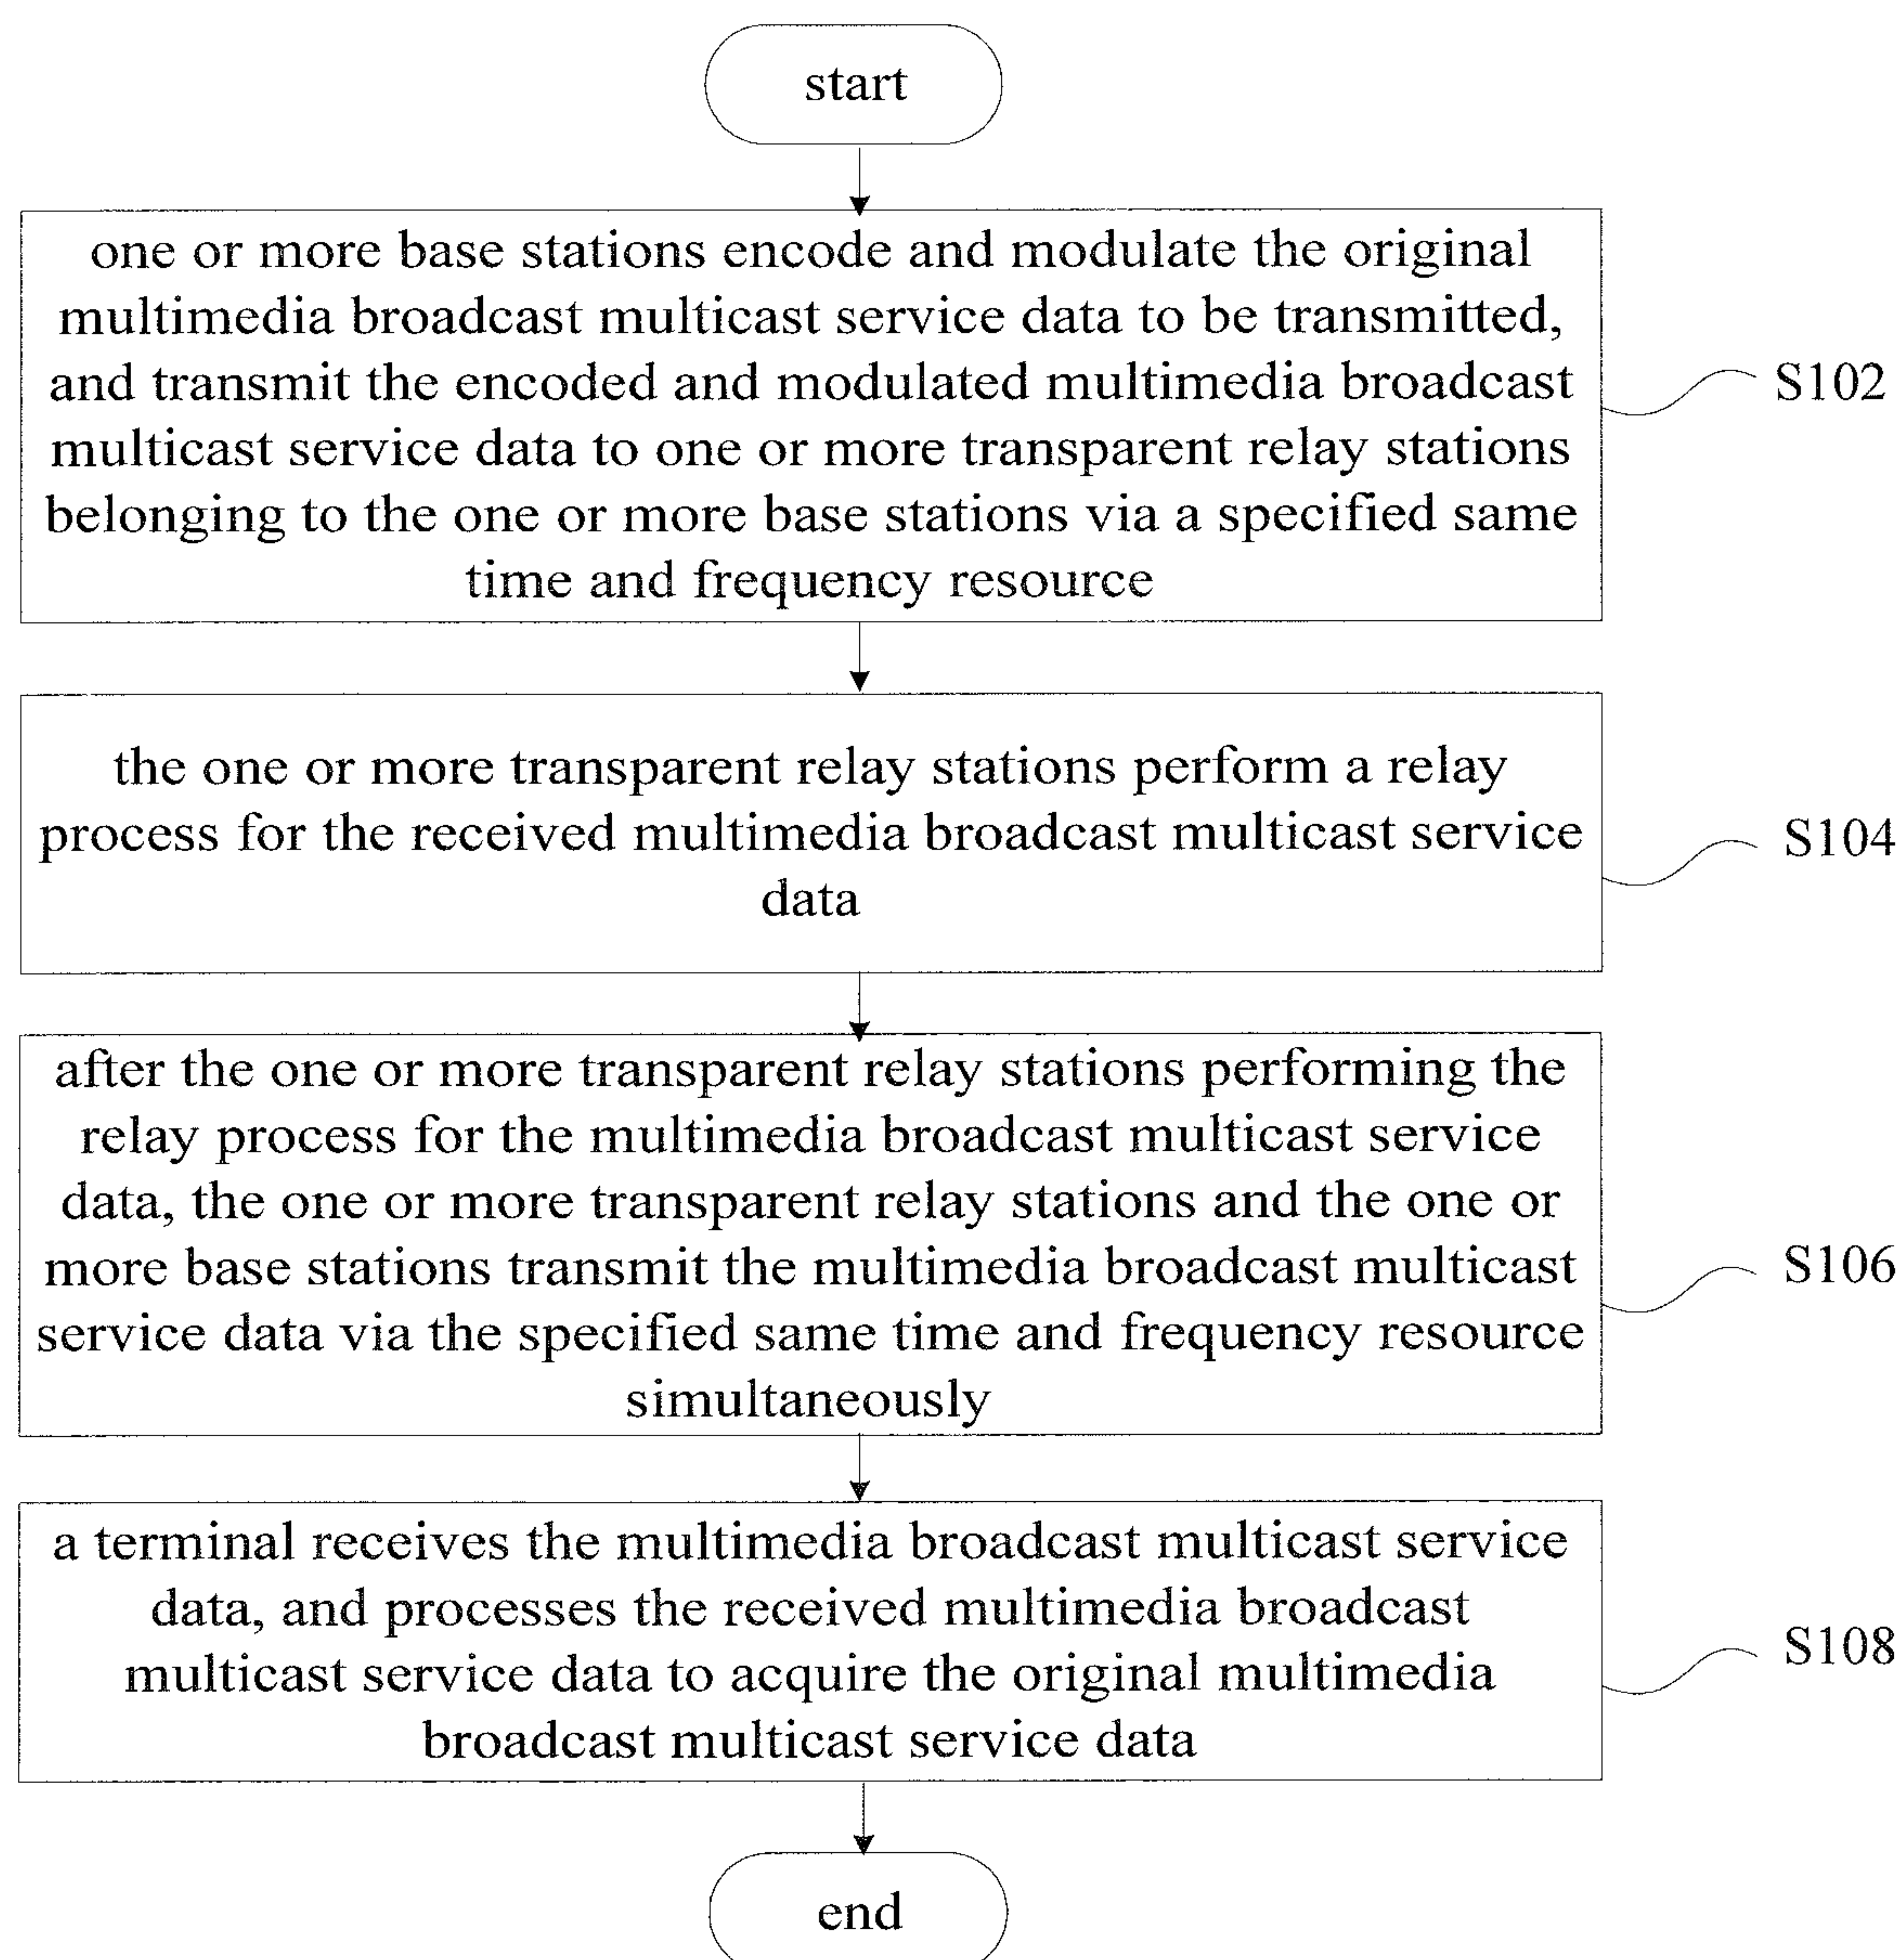 start
one or more base stations encode and modulate the original
multimedia broadcast multicast service data to be transmitted,
and transmit the encoded and modulated multimedia broadcast
multicast service data to one or more transparent relay stations
belonging to the one or more base stations via a specified same
time and frequency resource
S102
the one or more transparent relay stations perform a relay
process for the received multimedia broadcast multicast service
data
S104
after the one or more transparent relay stations performing the
relay process for the multimedia broadcast multicast service
data, the one or more transparent relay stations and the one or
more base stations transmit the multimedia broadcast multicast
service data via the specified same time and frequency resource
simultaneously
S106
a terminal receives the multimedia broadcast multicast service
data, and processes the received multimedia broadcast
multicast service data to acquire the original multimedia
broadcast multicast service data
S108
end